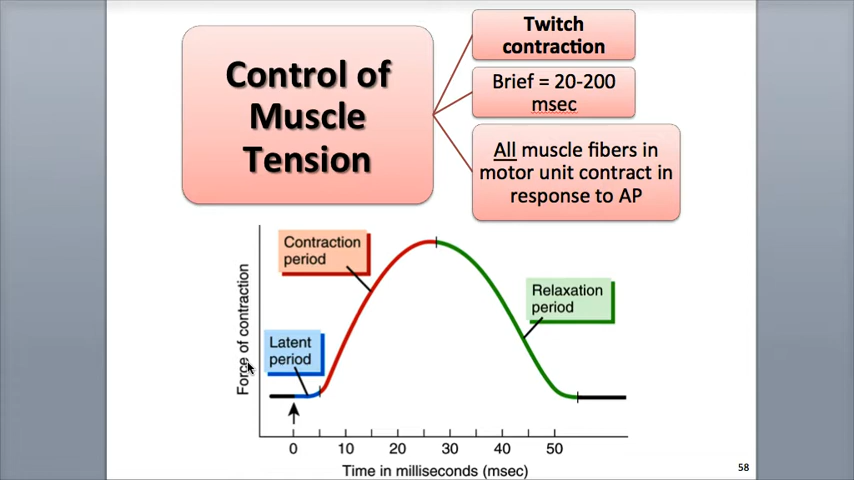 Control of
Muscle
Tension
Twitch
contraction
Brief = 20-200
msec
All muscle fibers in
motor unit contract in
response to AP
Force of contraction
Contraction
period
Latent
period
Relaxation
period
0 10 20 30 40 50
Time in milliseconds (msec)
58